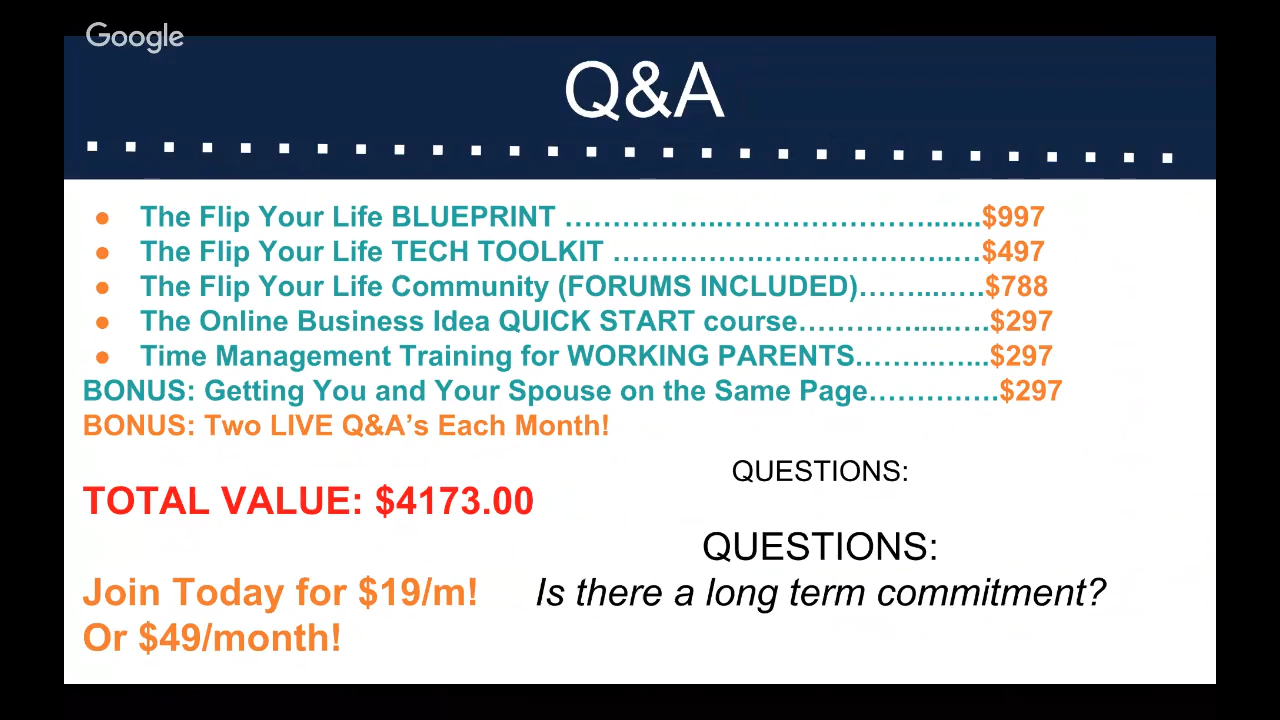 Google
Q&A
● The Flip Your Life BLUEPRINT ……………..…………………….......$997
● The Flip Your Life TECH TOOLKIT …………….………………..…$497
● The Flip Your Life Community (FORUMS INCLUDED)……....….$788
● The Online Business Idea QUICK START course………….....….$297
● Time Management Training for WORKING PARENTS……..…...$297
BONUS: Getting You and Your Spouse on the Same Page……….….$297
BONUS: Two LIVE Q&A’s Each Month!
QUESTIONS:
TOTAL VALUE: $4173.00
QUESTIONS:
Join Today for $19/m!
Is there a long term commitment?
Or $49/month!